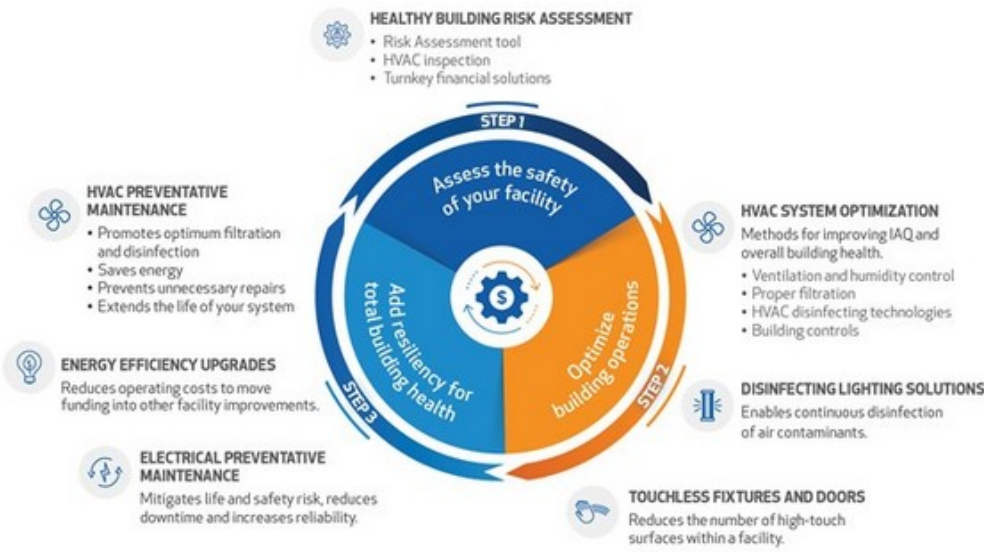 HEALTHY BUILDING RISK ASSESSMENT
• Risk Assessment tool
• HVAC inspection
• Turnkey financial solutions
STEP 1
Assess the safety
of your facility
HVAC SYSTEM OPTIMIZATION
Methods for improving IAQ and
overall building health.
• Ventilation and humidity control
• Proper filtration
• HVAC disinfecting technologies
• Building controls
STEP 2
Optimize
building operations
DISINFECTING LIGHTING SOLUTIONS
Enables continuous disinfection
of air contaminants.
TOUCHLESS FIXTURES AND DOORS
Reduces the number of high-touch
surfaces within a facility.
STEP 3
Add resiliency for
total building health
HVAC PREVENTATIVE
MAINTENANCE
• Promotes optimum filtration
and disinfection
• Saves energy
• Prevents unnecessary repairs
• Extends the life of your system
ENERGY EFFICIENCY UPGRADES
Reduces operating costs to move
funding into other facility improvements.
ELECTRICAL PREVENTATIVE
MAINTENANCE
Mitigates life and safety risk, reduces
downtime and increases reliability.
$